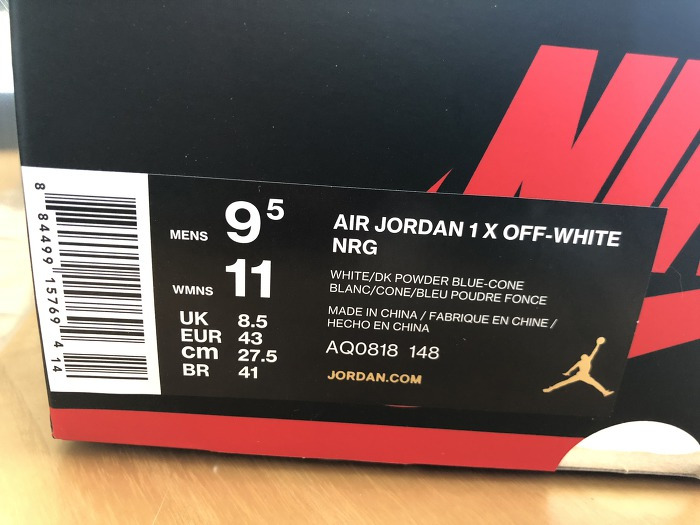 NIK
8 84499 15769 4 14
MENS 9⁵
WMNS 11
UK 8.5
EUR 43
cm 27.5
BR 41
AIR JORDAN 1 X OFF-WHITE
NRG
WHITE/DK POWDER BLUE-CONE
BLANC/CONE/BLEU POUDRE FONCE
MADE IN CHINA / FABRIQUE EN CHINE /
HECHO EN CHINA
AQ0818 148
JORDAN.COM